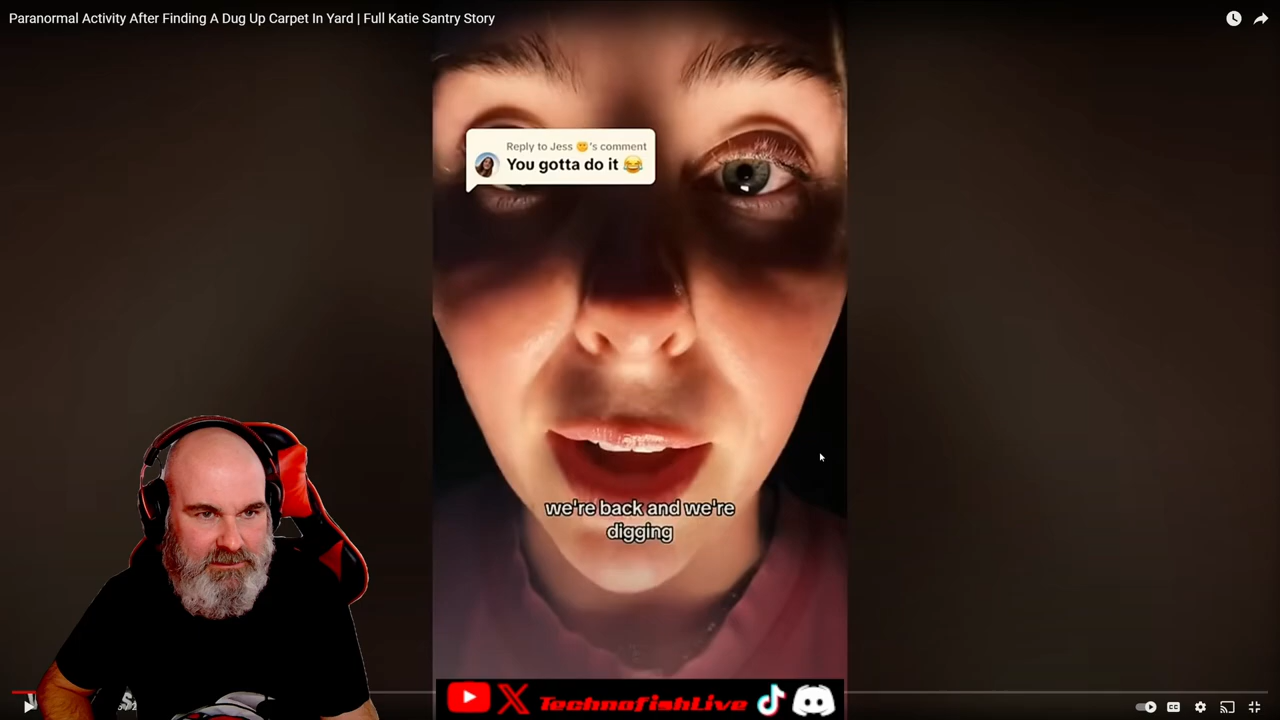 Paranormal Activity After Finding A Dug Up Carpet In Yard | Full Katie Santry Story
Reply to Jess 🤫's comment
You gotta do it 😂
we're back and we're
digging
TechnofishLive
CC